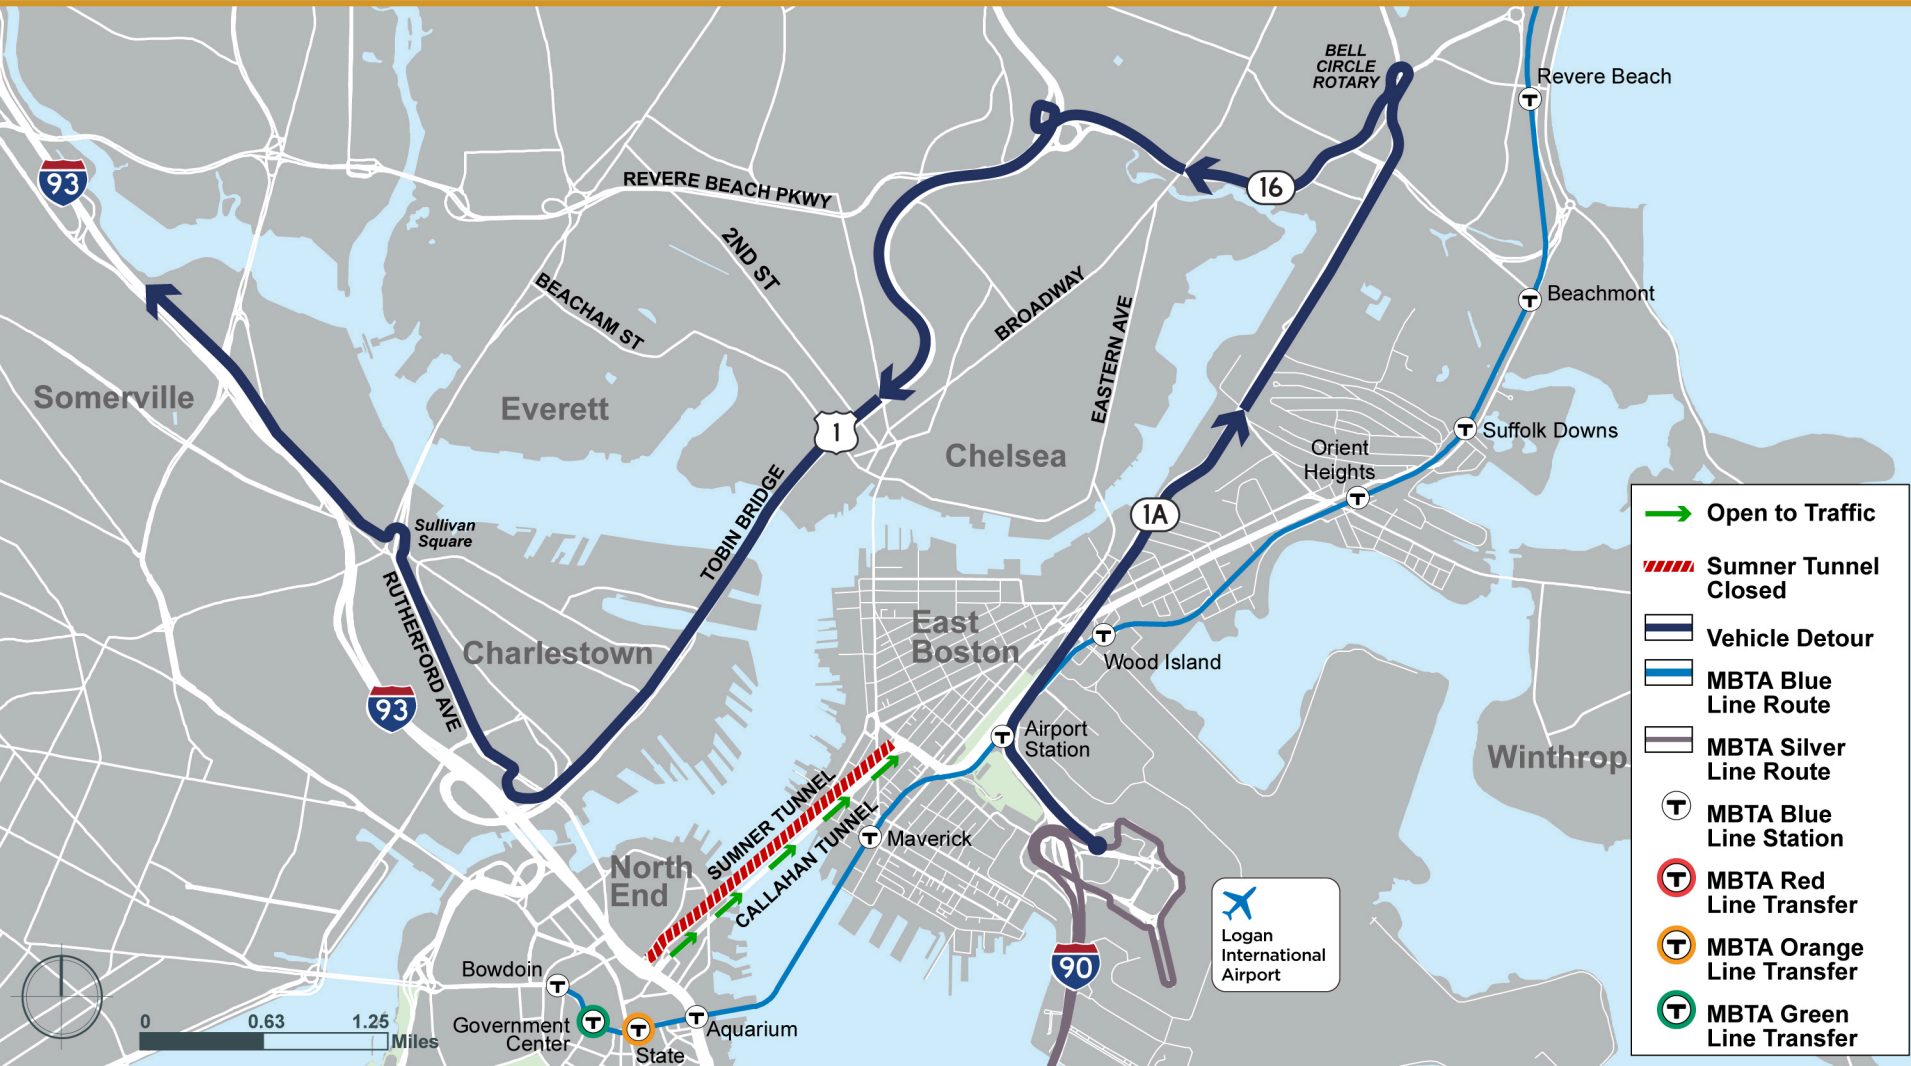 BELL
CIRCLE
ROTARY
Revere Beach
93
REVERE BEACH PKWY
16
2ND ST
BEACHAM ST
BROADWAY
EASTERN AVE
Beachmont
Somerville
Everett
1
Chelsea
Suffolk Downs
Orient
Heights
Sullivan
Square
TOBIN BRIDGE
1A
RUTHERFORD AVE
Charlestown
East
Boston
Wood Island
93
Airport
Station
Winthrop
SUMNER TUNNEL
CALLAHAN TUNNEL
Maverick
North
End
Logan
International
Airport
90
Bowdoin
Government
Center
State
Aquarium
0 0.63 1.25
Miles
Open to Traffic
Sumner Tunnel
Closed
Vehicle Detour
MBTA Blue
Line Route
MBTA Silver
Line Route
T MBTA Blue
Line Station
T MBTA Red
Line Transfer
T MBTA Orange
Line Transfer
T MBTA Green
Line Transfer